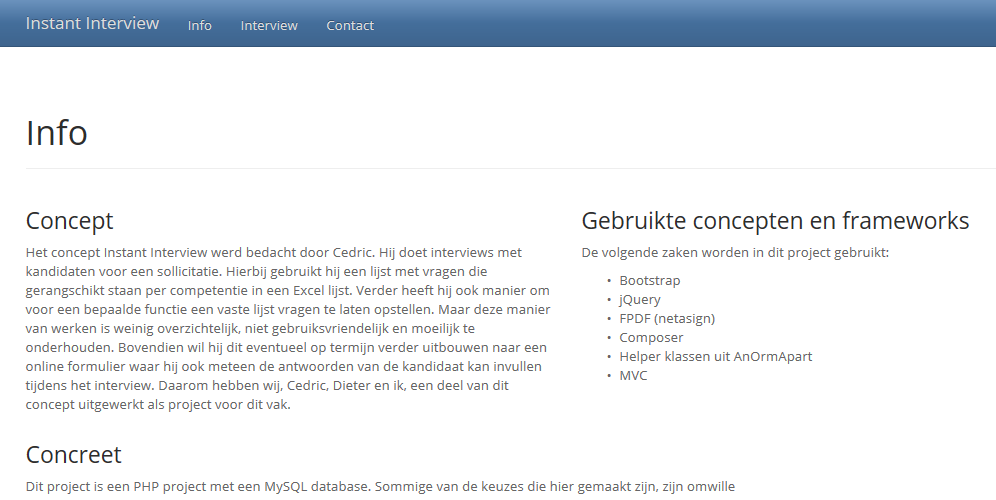 Instant Interview Info Interview Contact
Info
Concept
Het concept Instant Interview werd bedacht door Cedric. Hij doet interviews met
kandidaten voor een sollicitatie. Hierbij gebruikt hij een lijst met vragen die
gerangschikt staan per competentie in een Excel lijst. Verder heeft hij ook manier om
voor een bepaalde functie een vaste lijst vragen te laten opstellen. Maar deze manier
van werken is weinig overzichtelijk, niet gebruiksvriendelijk en moeilijk te
onderhouden. Bovendien wil hij dit eventueel op termijn verder uitbouwen naar een
online formulier waar hij ook meteen de antwoorden van de kandidaat kan invullen
tijdens het interview. Daarom hebben wij, Cedric, Dieter en ik, een deel van dit
concept uitgewerkt als project voor dit vak.
Gebruikte concepten en frameworks
De volgende zaken worden in dit project gebruikt:
• Bootstrap
• jQuery
• FPDF (netasign)
• Composer
• Helper klassen uit AnOrmApart
• MVC
Concreet
Dit project is een PHP project met een MySQL database. Sommige van de keuzes die hier gemaakt zijn, zijn omwille